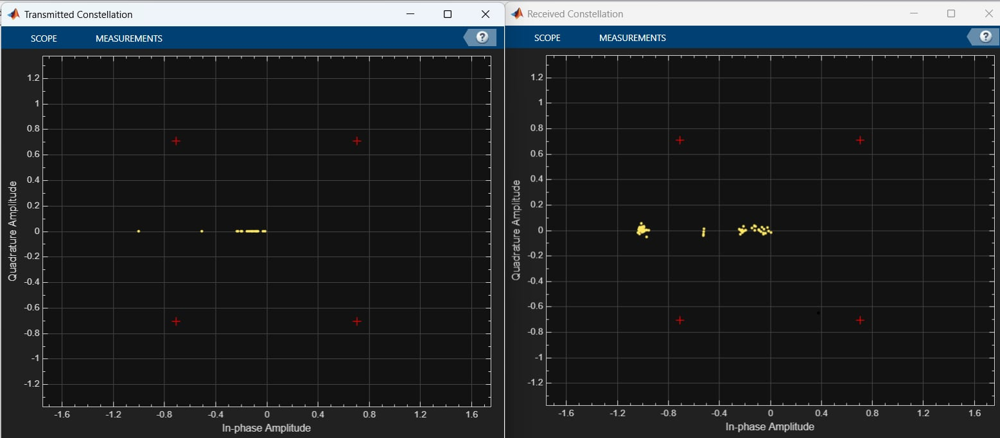 Transmitted Constellation
SCOPE MEASUREMENTS ?
1.2
1
0.8
0.6
0.4
0.2
0
-0.2
-0.4
-0.6
-0.8
-1
-1.2
Quadrature Amplitude
-1.6 -1.2 -0.8 -0.4 0 0.4 0.8 1.2 1.6
In-phase Amplitude
Received Constellation
SCOPE MEASUREMENTS ?
1.2
1
0.8
0.6
0.4
0.2
0
-0.2
-0.4
-0.6
-0.8
-1
-1.2
Quadrature Amplitude
-1.6 -1.2 -0.8 -0.4 0 0.4 0.8 1.2 1.6
In-phase Amplitude